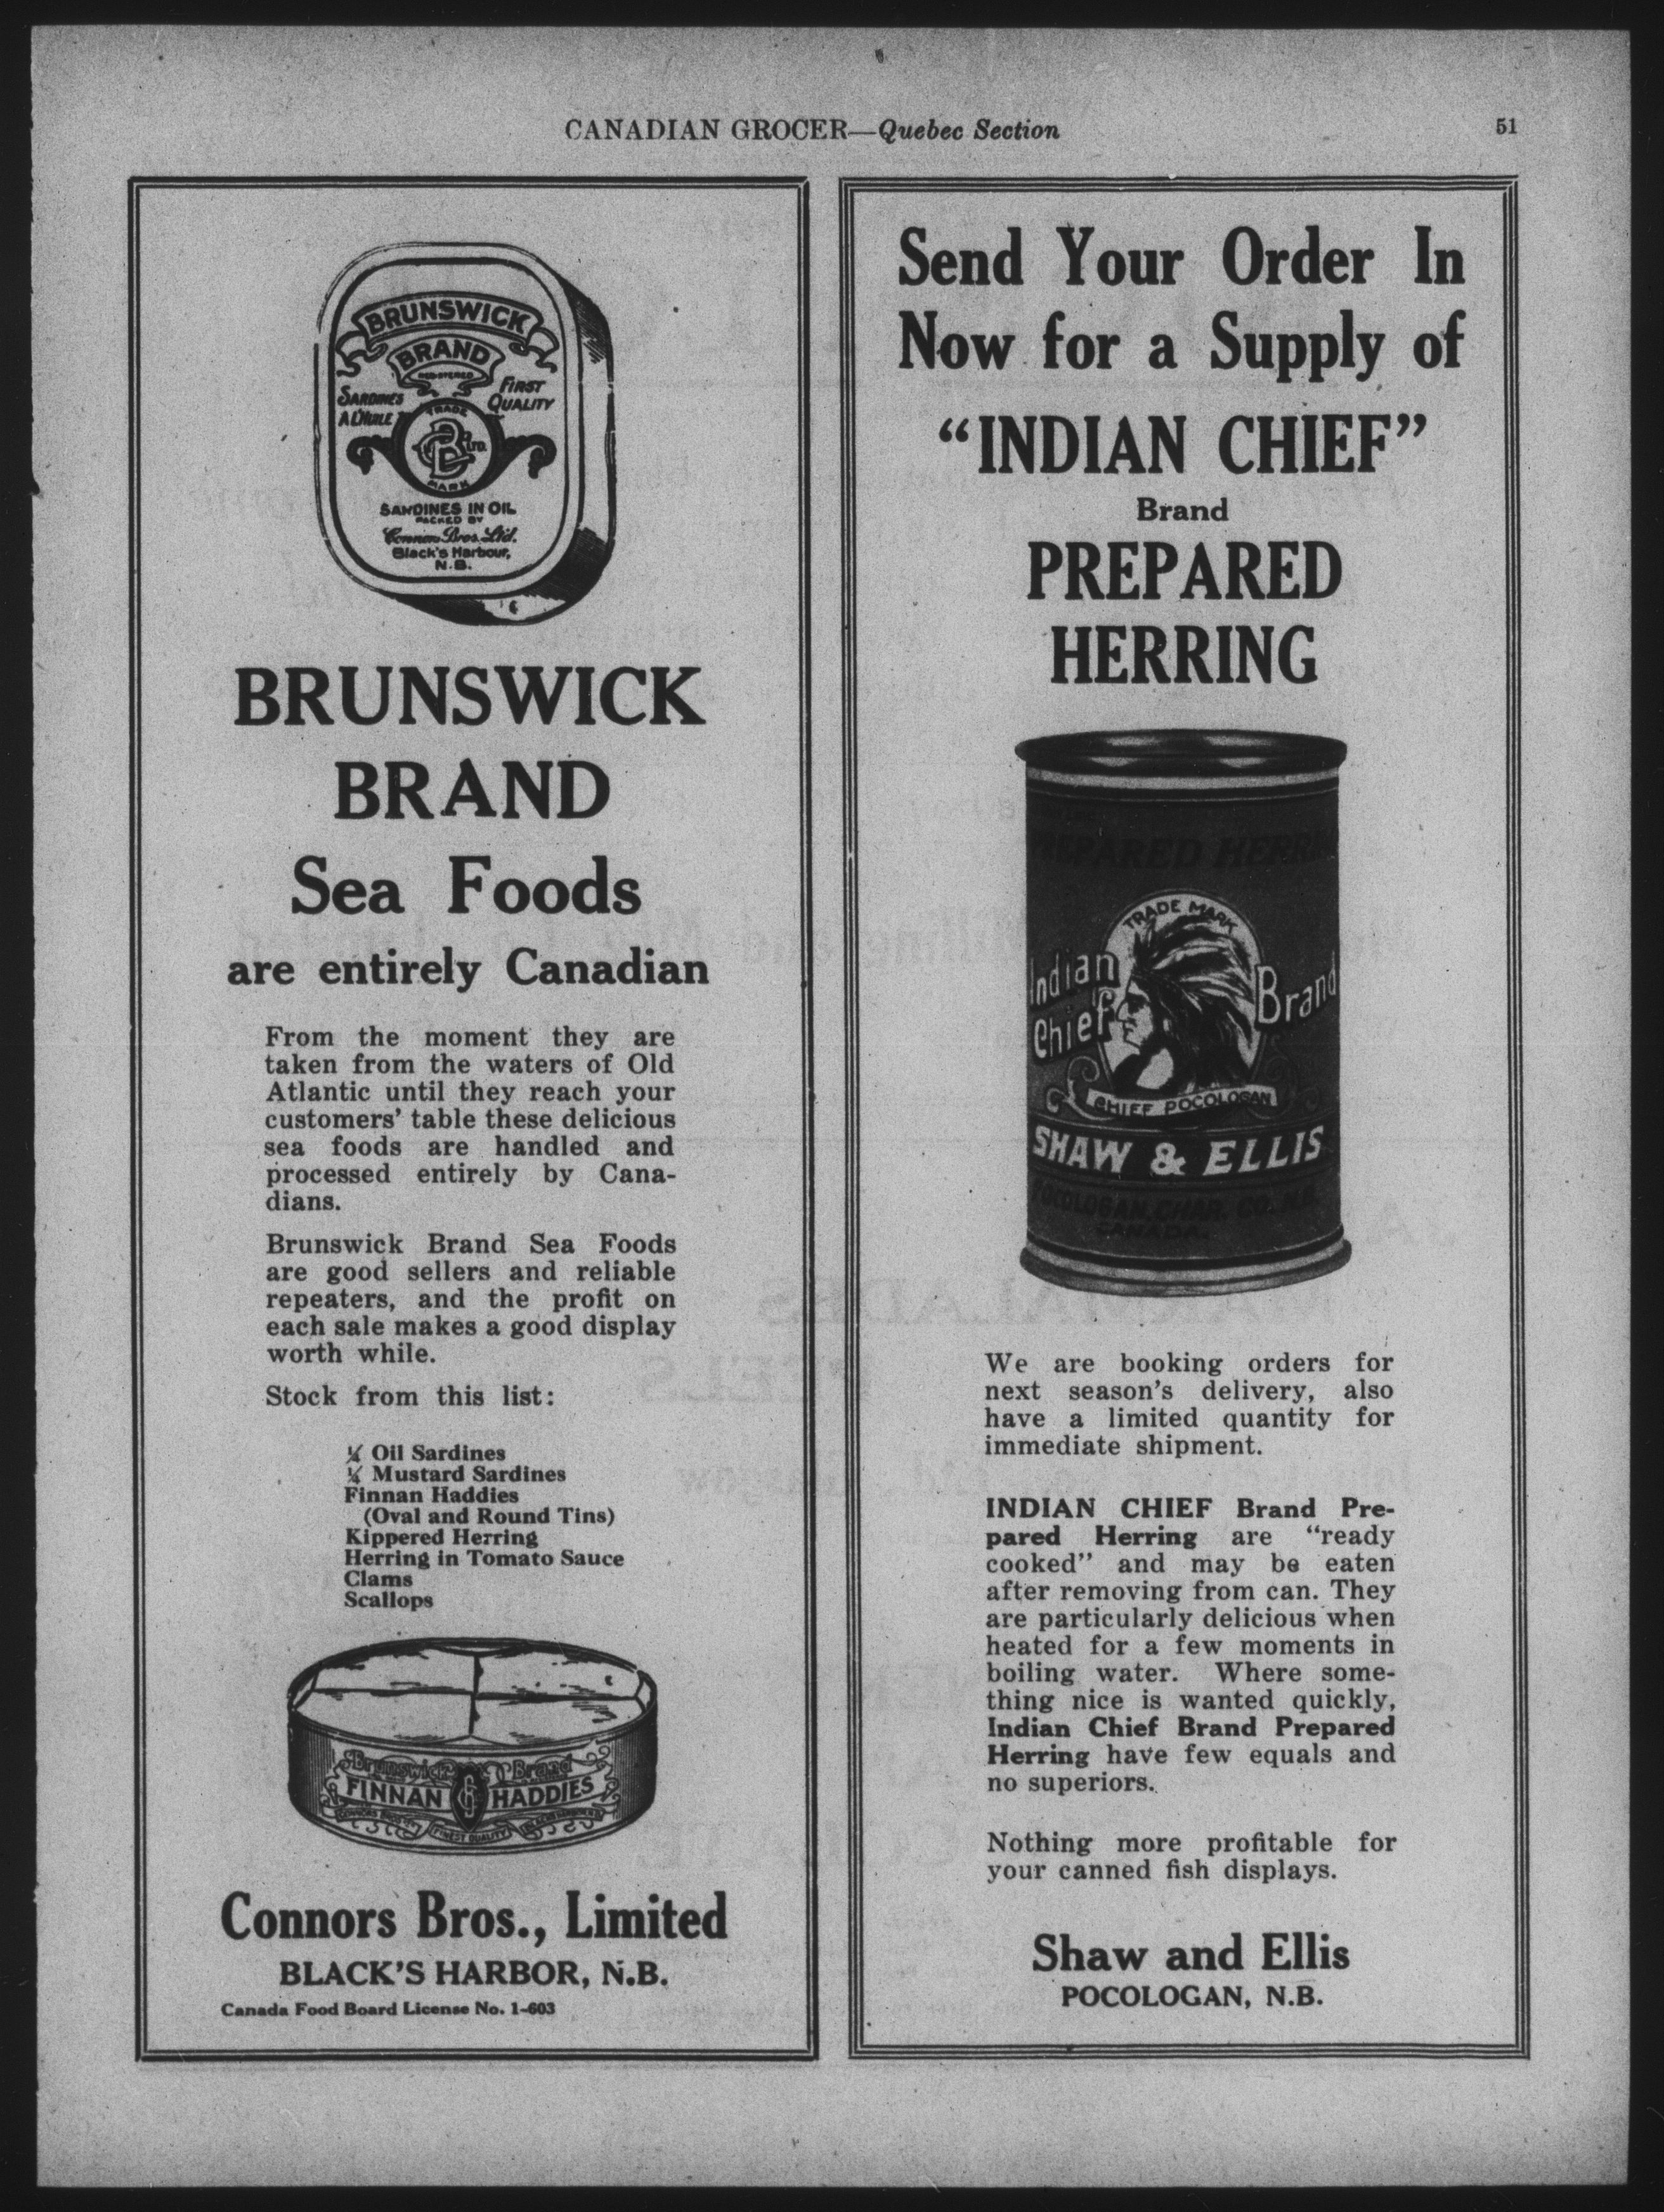 CANADIAN GROCER—Quebec Section
51
BRUNSWICK
BRAND
REGISTERED
SARDINES
A L'HUILE
FIRST
QUALITY
TRADE
MARK
SARDINES IN OIL
PACKED BY
Connors Bros. Ltd.
Black's Harbour,
N.B.
BRUNSWICK
BRAND
Sea Foods
are entirely Canadian
From the moment they are
taken from the waters of Old
Atlantic until they reach your
customers' table these delicious
sea foods are handled and
processed entirely by Cana-
dians.
Brunswick Brand Sea Foods
are good sellers and reliable
repeaters, and the profit on
each sale makes a good display
worth while.
Stock from this list:
¼ Oil Sardines
¼ Mustard Sardines
Finnan Haddies
(Oval and Round Tins)
Kippered Herring
Herring in Tomato Sauce
Clams
Scallops
Brunswick Brand
FINNAN HADDIES
FINEST QUALITY
Connors Bros., Limited
BLACK'S HARBOR, N.B.
Canada Food Board License No. 1-603
Send Your Order In
Now for a Supply of
“INDIAN CHIEF”
Brand
PREPARED
HERRING
PREPARED HERR
TRADE MARK
Indian
Chief
Brand
CHIEF POCOLOGAN
SHAW & ELLIS
POCOLOGAN, CHAR. CO. N.B.
CANADA.
We are booking orders for
next season's delivery, also
have a limited quantity for
immediate shipment.
INDIAN CHIEF Brand Pre-
pared Herring are “ready
cooked” and may be eaten
after removing from can. They
are particularly delicious when
heated for a few moments in
boiling water. Where some-
thing nice is wanted quickly,
Indian Chief Brand Prepared
Herring have few equals and
no superiors.
Nothing more profitable for
your canned fish displays.
Shaw and Ellis
POCOLOGAN, N.B.